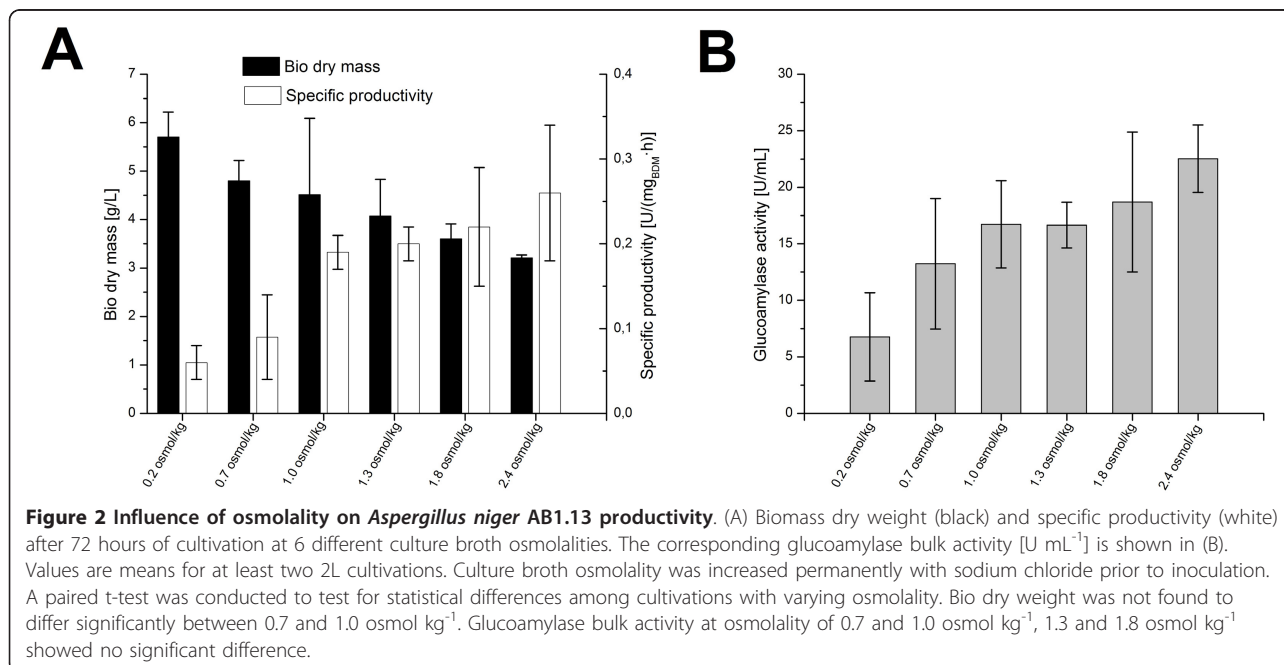 A
B
Bio dry mass
Specific productivity
Bio dry mass [g/L]
7
6
5
4
3
2
1
0
0,4
0,3
0,2
0,1
0,0
Specific productivity [U/(mgBDM·h)]
0.2 osmol/kg
0.7 osmol/kg
1.0 osmol/kg
1.3 osmol/kg
1.8 osmol/kg
2.4 osmol/kg
Glucoamylase activity [U/mL]
30
25
20
15
10
5
0
0.2 osmol/kg
0.7 osmol/kg
1.0 osmol/kg
1.3 osmol/kg
1.8 osmol/kg
2.4 osmol/kg
Figure 2 Influence of osmolality on Aspergillus niger AB1.13 productivity. (A) Biomass dry weight (black) and specific productivity (white)
after 72 hours of cultivation at 6 different culture broth osmolalities. The corresponding glucoamylase bulk activity [U mL-1] is shown in (B).
Values are means for at least two 2L cultivations. Culture broth osmolality was increased permanently with sodium chloride prior to inoculation.
A paired t-test was conducted to test for statistical differences among cultivations with varying osmolality. Bio dry weight was not found to
differ significantly between 0.7 and 1.0 osmol kg-1. Glucoamylase bulk activity at osmolality of 0.7 and 1.0 osmol kg-1, 1.3 and 1.8 osmol kg-1
showed no significant difference.